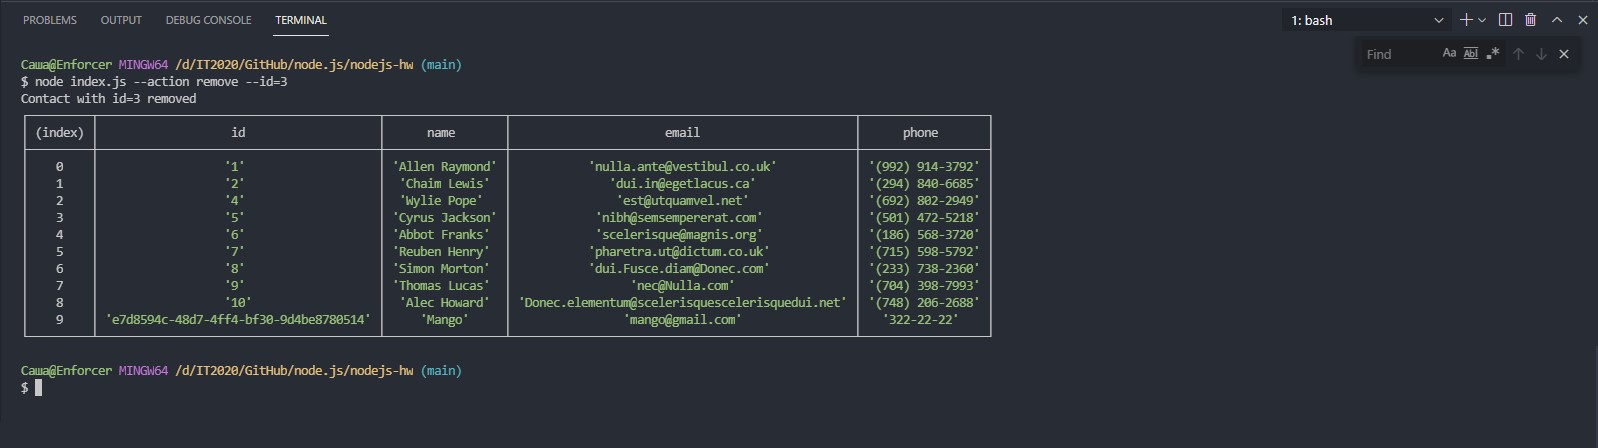 PROBLEMS OUTPUT DEBUG CONSOLE TERMINAL 1: bash
Find Aa Abl .*
Саша@Enforcer MINGW64 /d/IT2020/GitHub/node.js/nodejs-hw (main)
$ node index.js --action remove --id=3
Contact with id=3 removed
(index) id name email phone
0 '1' 'Allen Raymond' 'nulla.ante@vestibul.co.uk' '(992) 914-3792'
1 '2' 'Chaim Lewis' 'dui.in@egetlacus.ca' '(294) 840-6685'
2 '4' 'Wylie Pope' 'est@utquamvel.net' '(692) 802-2949'
3 '5' 'Cyrus Jackson' 'nibh@semsempererat.com' '(501) 472-5218'
4 '6' 'Abbot Franks' 'scelerisque@magnis.org' '(186) 568-3720'
5 '7' 'Reuben Henry' 'pharetra.ut@dictum.co.uk' '(715) 598-5792'
6 '8' 'Simon Morton' 'dui.Fusce.diam@Donec.com' '(233) 738-2360'
7 '9' 'Thomas Lucas' 'nec@Nulla.com' '(704) 398-7993'
8 '10' 'Alec Howard' 'Donec.elementum@scelerisquescelerisquedui.net' '(748) 206-2688'
9 'e7d8594c-48d7-4ff4-bf30-9d4be8780514' 'Mango' 'mango@gmail.com' '322-22-22'
Саша@Enforcer MINGW64 /d/IT2020/GitHub/node.js/nodejs-hw (main)
$